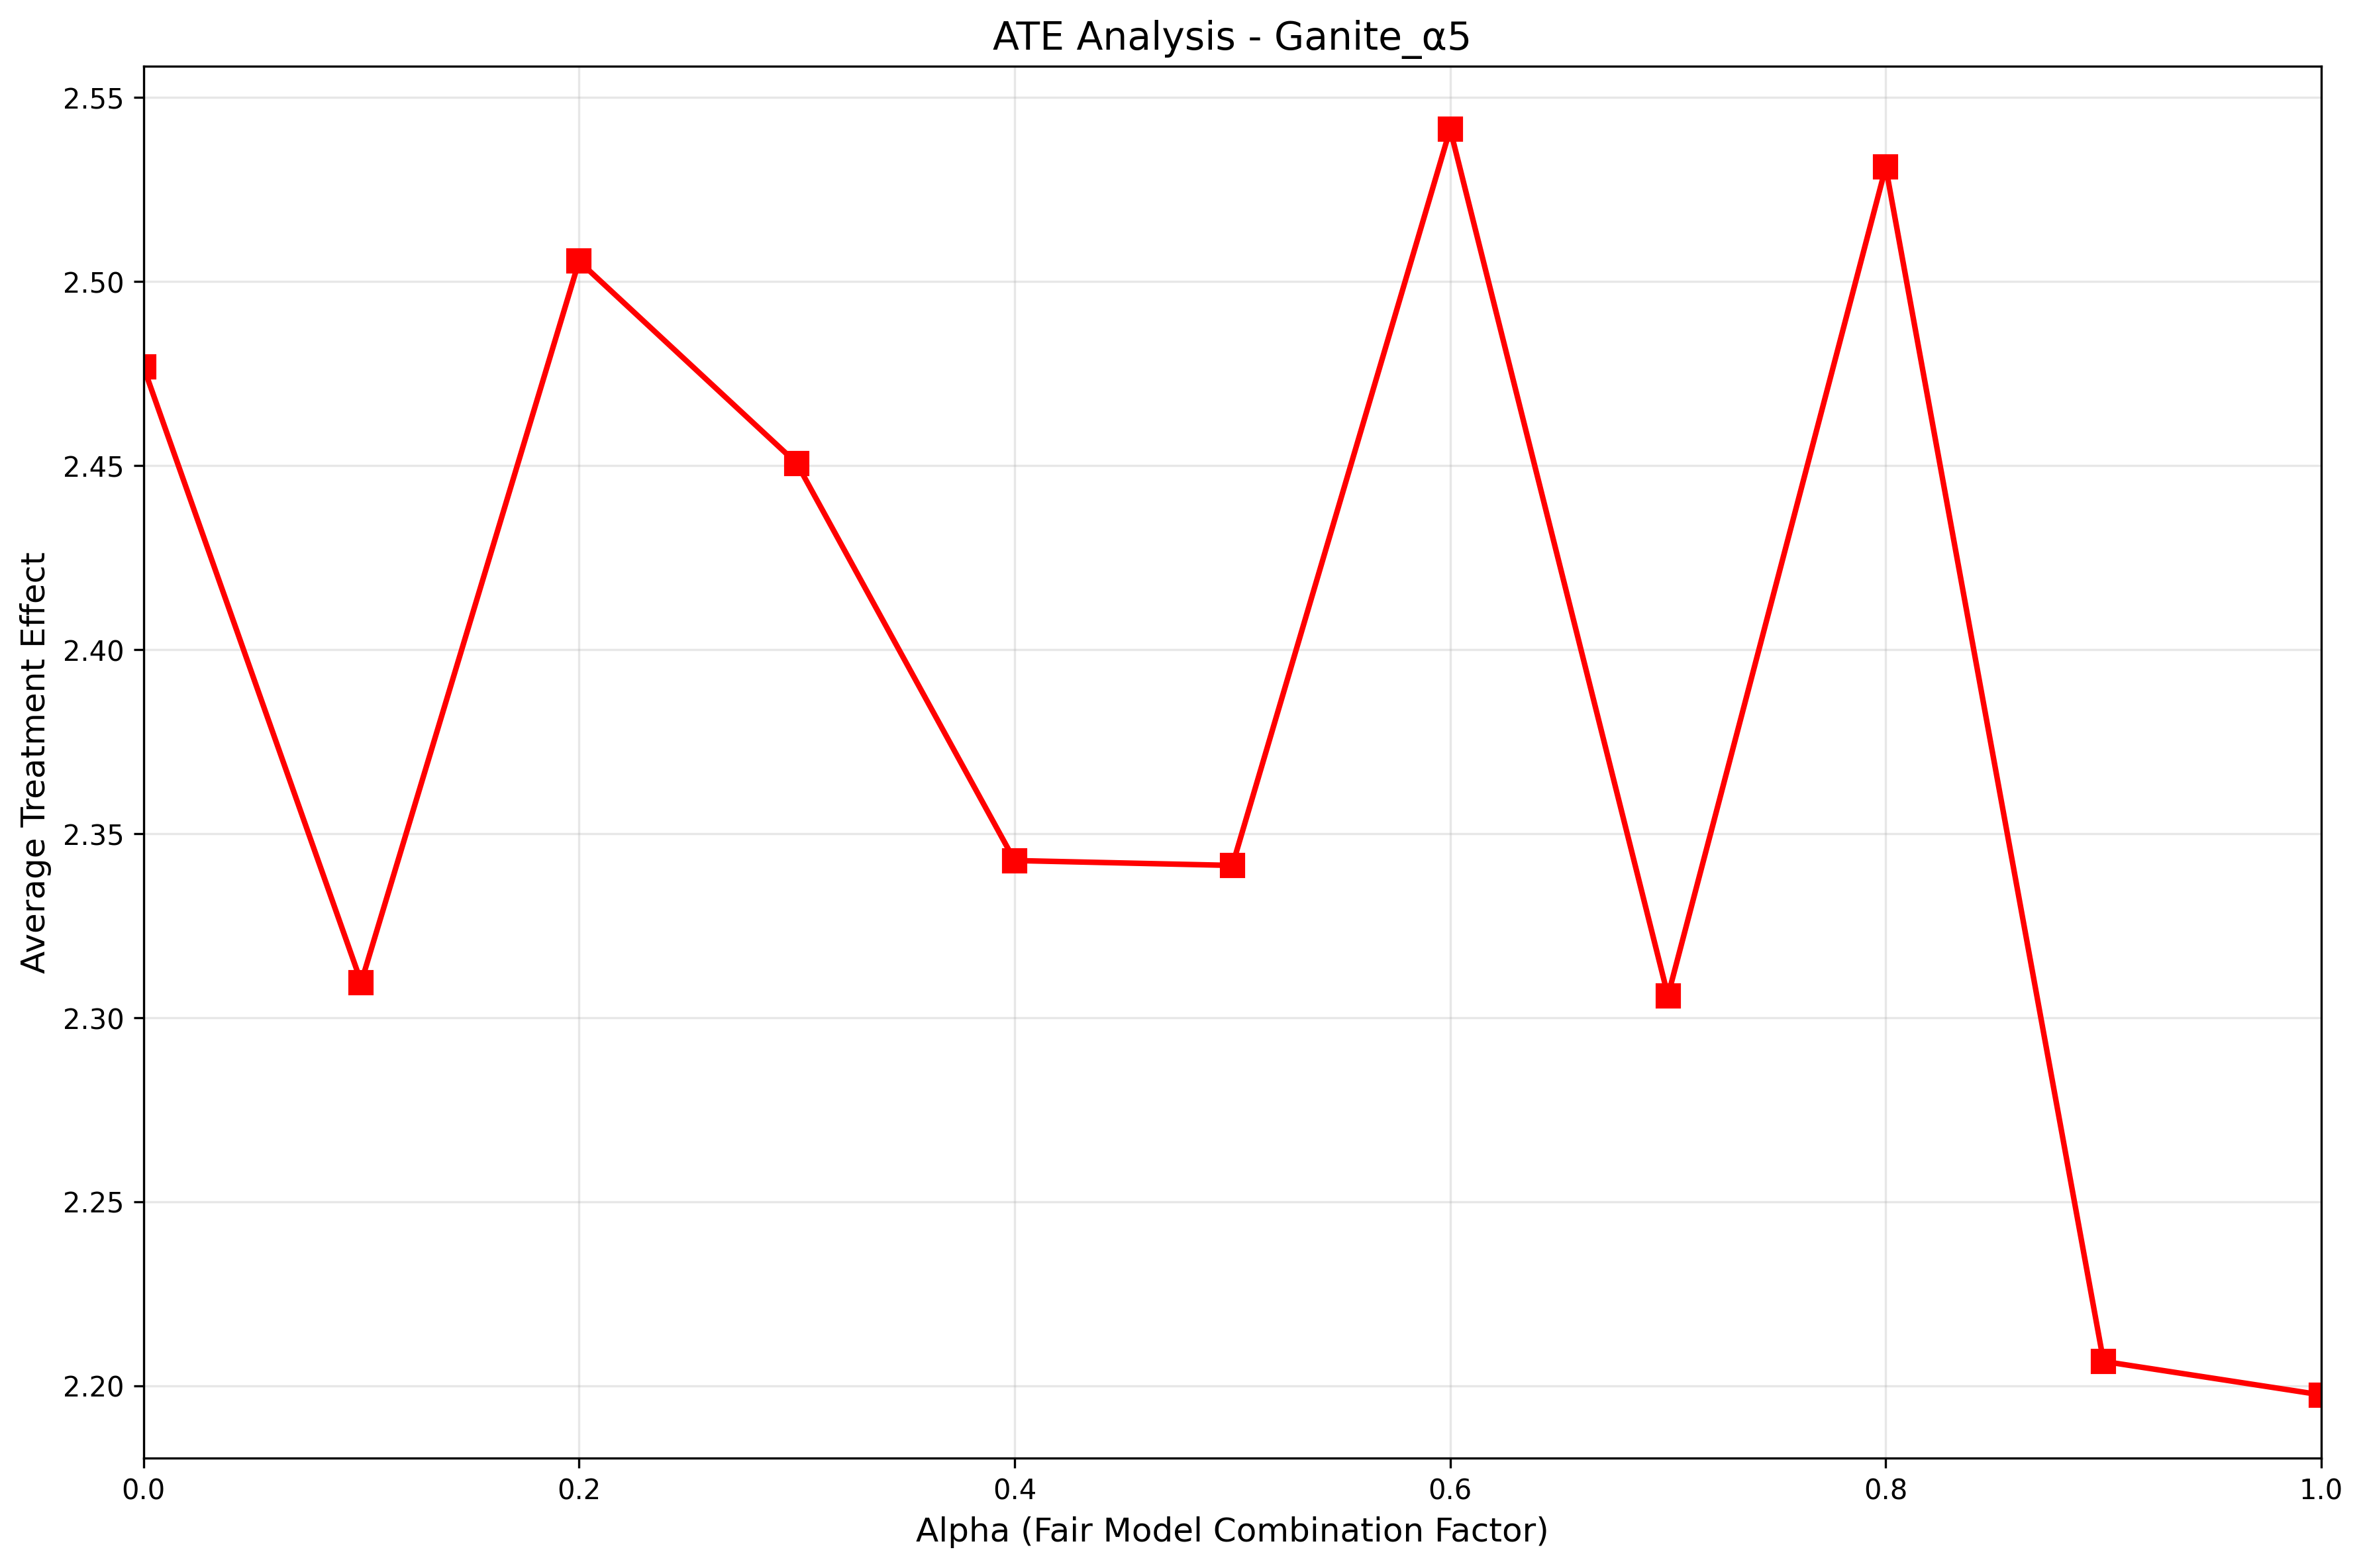 ATE Analysis - Ganite_α5
Average Treatment Effect
2.55
2.50
2.45
2.40
2.35
2.30
2.25
2.20
0.0 0.2 0.4 0.6 0.8 1.0
Alpha (Fair Model Combination Factor)